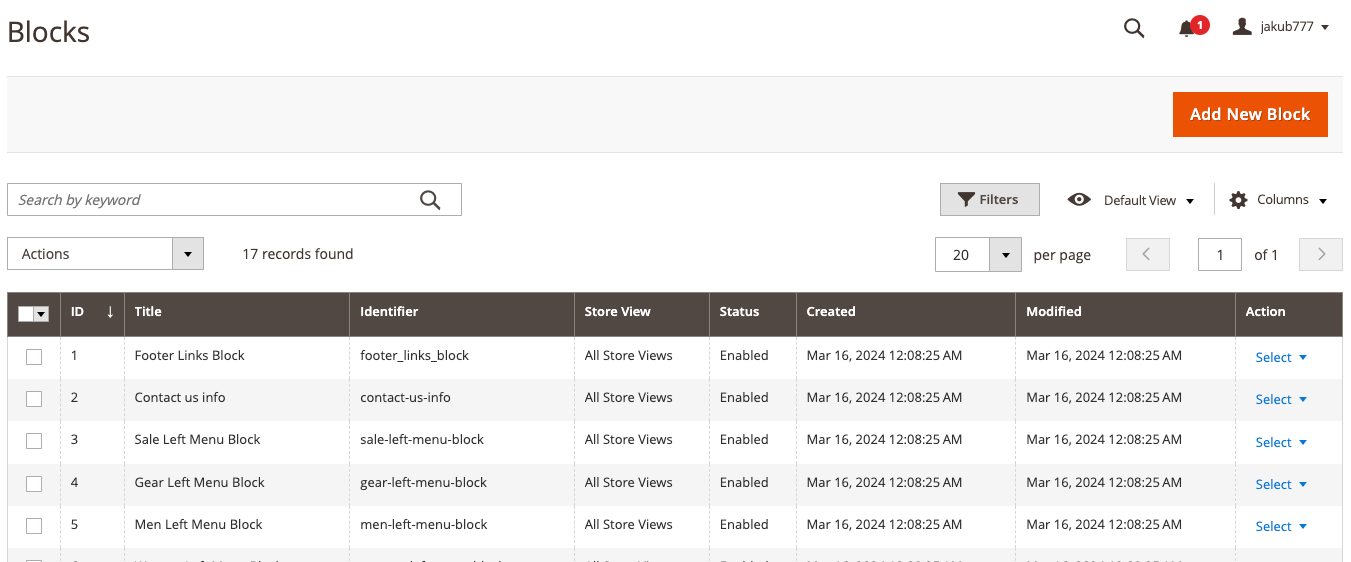 Blocks
1
jakub777
Add New Block
Search by keyword
Filters
Default View
Columns
Actions
17 records found
20
per page
1
of 1
ID ↓ Title Identifier Store View Status Created Modified Action
1 Footer Links Block footer_links_block All Store Views Enabled Mar 16, 2024 12:08:25 AM Mar 16, 2024 12:08:25 AM Select
2 Contact us info contact-us-info All Store Views Enabled Mar 16, 2024 12:08:25 AM Mar 16, 2024 12:08:25 AM Select
3 Sale Left Menu Block sale-left-menu-block All Store Views Enabled Mar 16, 2024 12:08:25 AM Mar 16, 2024 12:08:25 AM Select
4 Gear Left Menu Block gear-left-menu-block All Store Views Enabled Mar 16, 2024 12:08:25 AM Mar 16, 2024 12:08:25 AM Select
5 Men Left Menu Block men-left-menu-block All Store Views Enabled Mar 16, 2024 12:08:25 AM Mar 16, 2024 12:08:25 AM Select